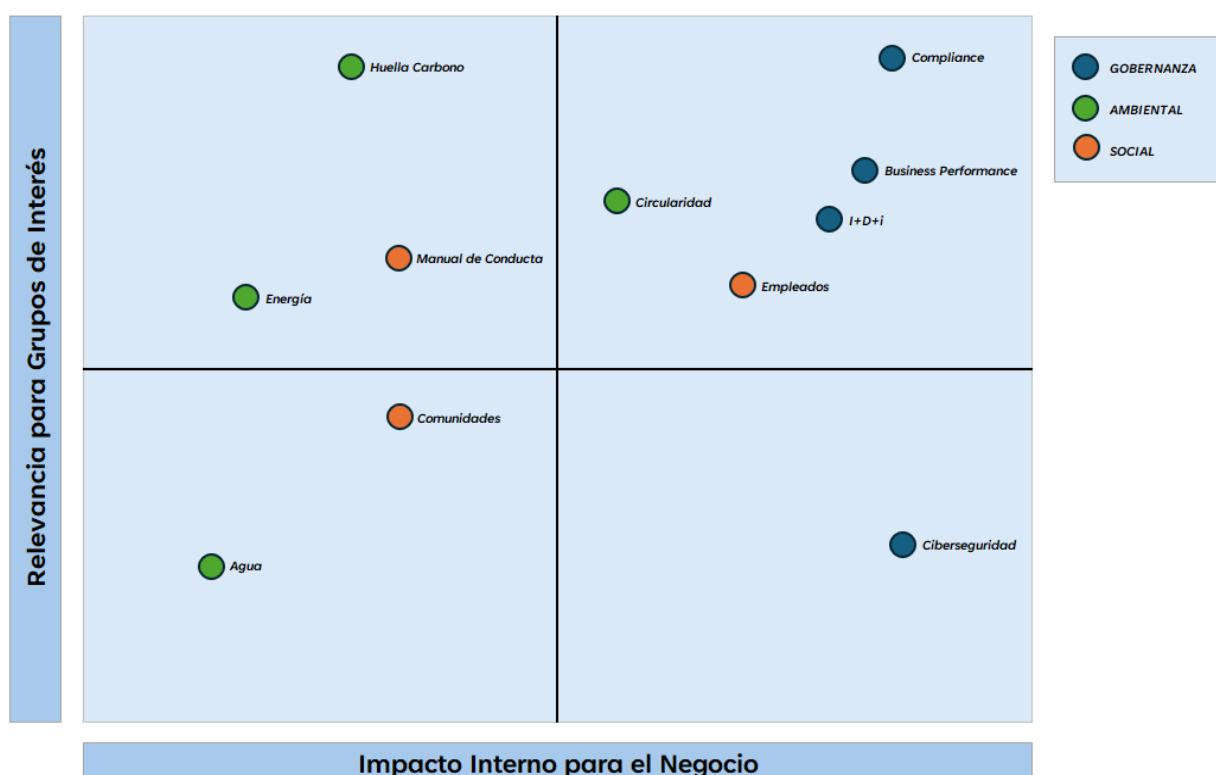 Relevancia para Grupos de Interés
Huella Carbono
Compliance
Business Performance
Circularidad
I+D+i
Manual de Conducta
Empleados
Energía
Comunidades
Ciberseguridad
Agua
Impacto Interno para el Negocio
GOBERNANZA
AMBIENTAL
SOCIAL